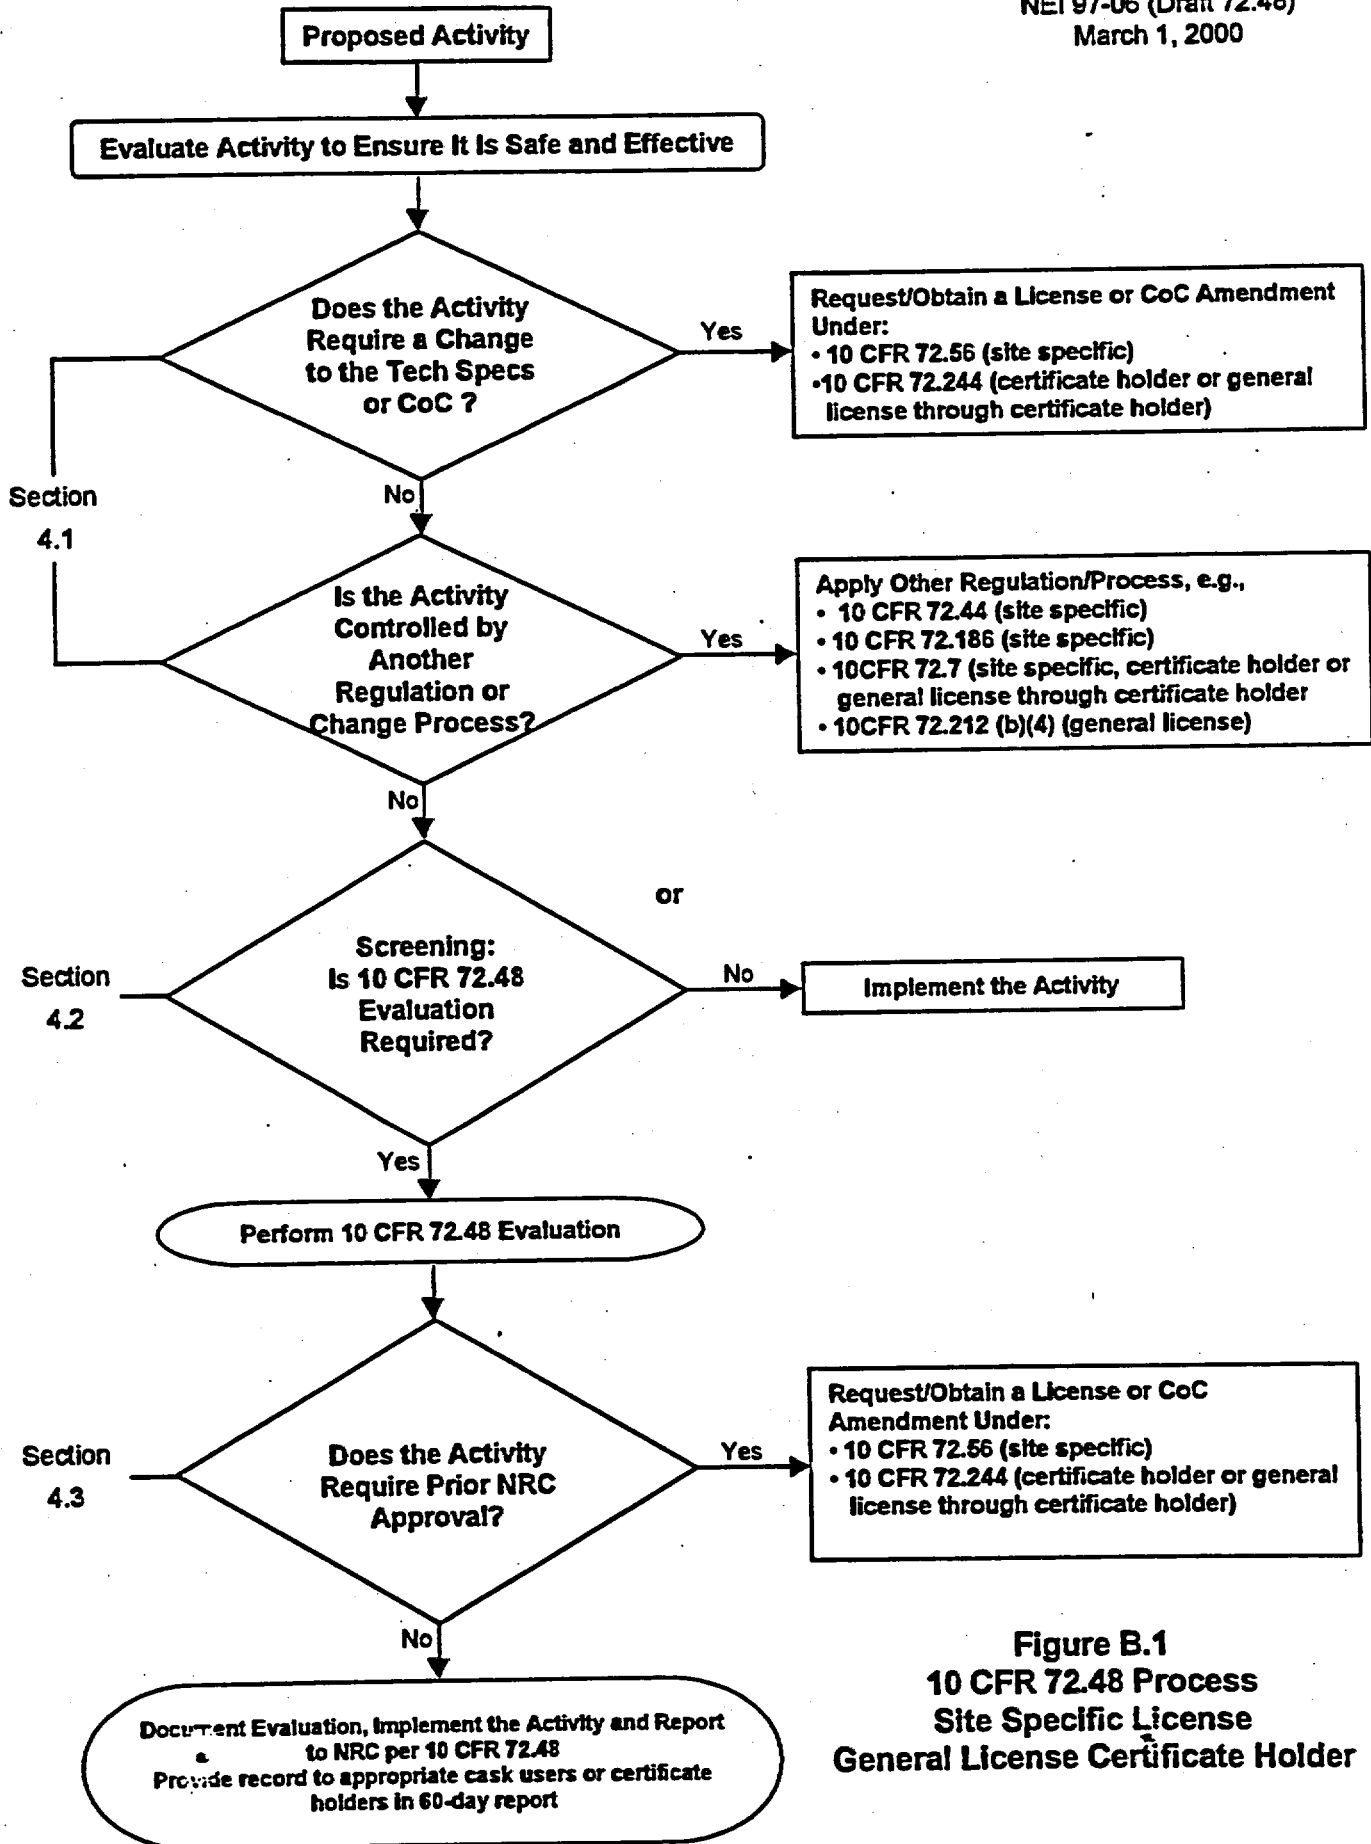 NEI 97-06 (Draft 72.48)
March 1, 2000
Proposed Activity
Evaluate Activity to Ensure It Is Safe and Effective
Does the Activity
Require a Change
to the Tech Specs
or CoC ?
Yes
Request/Obtain a License or CoC Amendment
Under:
• 10 CFR 72.56 (site specific)
•10 CFR 72.244 (certificate holder or general
license through certificate holder)
Section
4.1
No
Is the Activity
Controlled by
Another
Regulation or
Change Process?
Yes
Apply Other Regulation/Process, e.g.,
• 10 CFR 72.44 (site specific)
• 10 CFR 72.186 (site specific)
• 10CFR 72.7 (site specific, certificate holder or
general license through certificate holder
• 10CFR 72.212 (b)(4) (general license)
No
or
Section
4.2
Screening:
Is 10 CFR 72.48
Evaluation
Required?
No
Implement the Activity
Yes
Perform 10 CFR 72.48 Evaluation
Section
4.3
Does the Activity
Require Prior NRC
Approval?
Yes
Request/Obtain a License or CoC
Amendment Under:
• 10 CFR 72.56 (site specific)
• 10 CFR 72.244 (certificate holder or general
license through certificate holder)
No
Document Evaluation, Implement the Activity and Report
to NRC per 10 CFR 72.48
Provide record to appropriate cask users or certificate
holders in 60-day report
Figure B.1
10 CFR 72.48 Process
Site Specific License
General License Certificate Holder